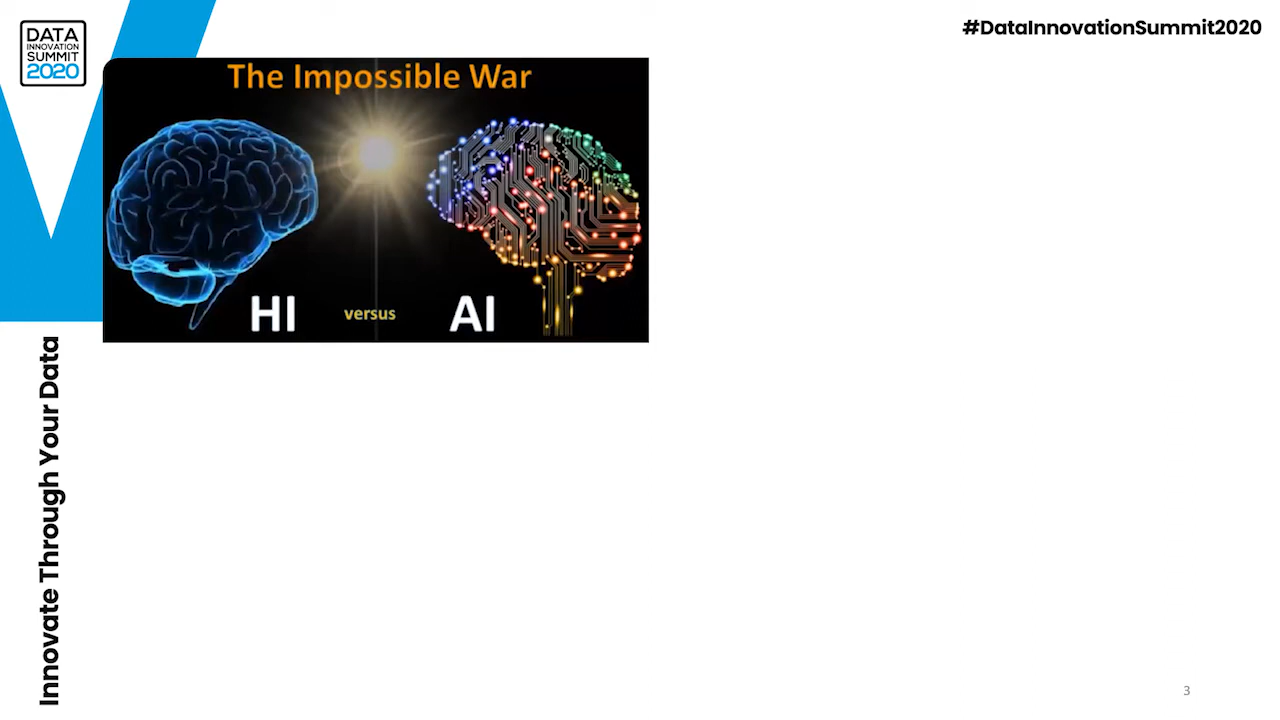 DATA
INNOVATION
SUMMIT
2020
#DataInnovationSummit2020
The Impossible War
HI versus AI
Innovate Through Your Data
3